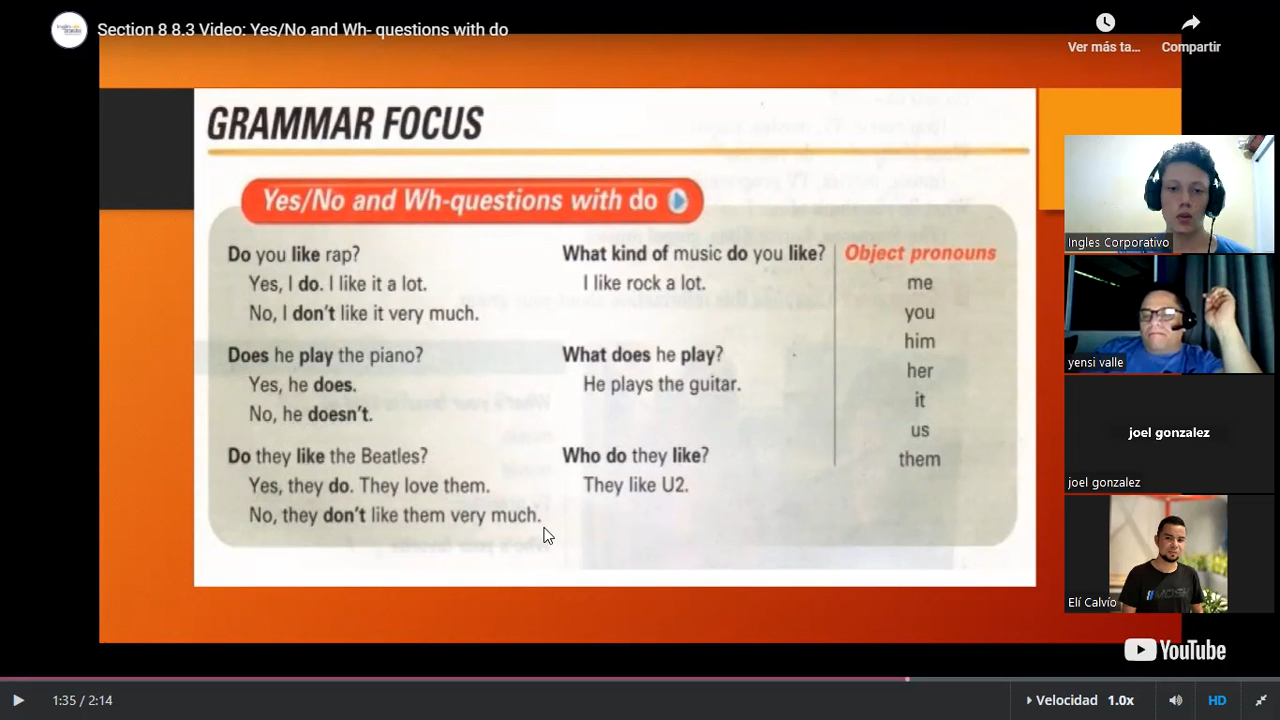 Section 8 8.3 Video: Yes/No and Wh- questions with do
Ver más ta...
Compartir
GRAMMAR FOCUS
Yes/No and Wh-questions with do
Do you like rap?
Yes, I do. I like it a lot.
No, I don't like it very much.
Does he play the piano?
Yes, he does.
No, he doesn't.
Do they like the Beatles?
Yes, they do. They love them.
No, they don't like them very much.
What kind of music do you like?
I like rock a lot.
What does he play?
He plays the guitar.
Who do they like?
They like U2.
Object pronouns
me
you
him
her
it
us
them
Ingles Corporativo
yensi valle
joel gonzalez
joel gonzalez
Elí Calvío
YouTube
1:35 / 2:14
Velocidad 1.0x
HD